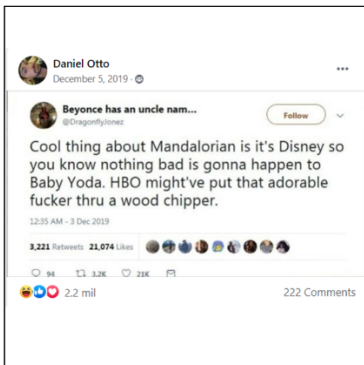 Daniel Otto
December 5, 2019 ·
Beyonce has an uncle nam...
@DragonflyJonez
Follow
Cool thing about Mandalorian is it's Disney so
you know nothing bad is gonna happen to
Baby Yoda. HBO might've put that adorable
fucker thru a wood chipper.
12:35 AM - 3 Dec 2019
3,221 Retweets 21,074 Likes
94 3.2K 21K
2.2 mil 222 Comments